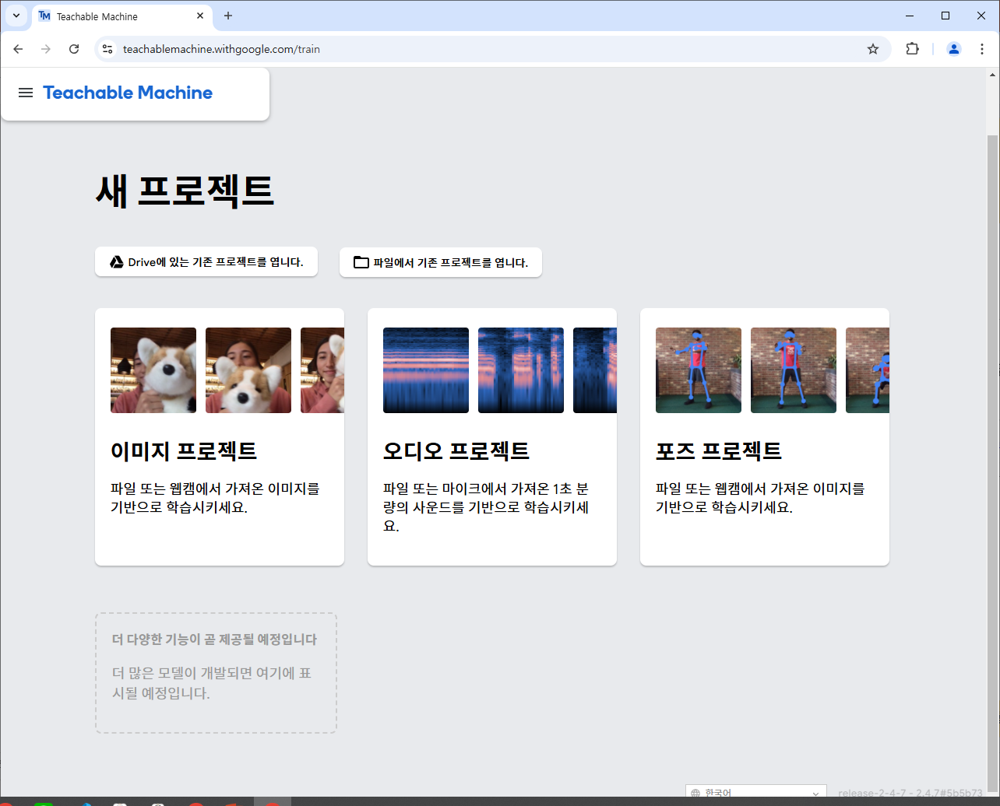 TM Teachable Machine
teachablemachine.withgoogle.com/train
Teachable Machine
새 프로젝트
Drive에 있는 기존 프로젝트를 엽니다.
파일에서 기존 프로젝트를 엽니다.
이미지 프로젝트
파일 또는 웹캠에서 가져온 이미지를
기반으로 학습시키세요.
오디오 프로젝트
파일 또는 마이크에서 가져온 1초 분
량의 사운드를 기반으로 학습시키세
요.
포즈 프로젝트
파일 또는 웹캠에서 가져온 이미지를
기반으로 학습시키세요.
더 다양한 기능이 곧 제공될 예정입니다
더 많은 모델이 개발되면 여기에 표
시될 예정입니다.
한국어
release-2-4-7 - 2.4.7#5b5b73